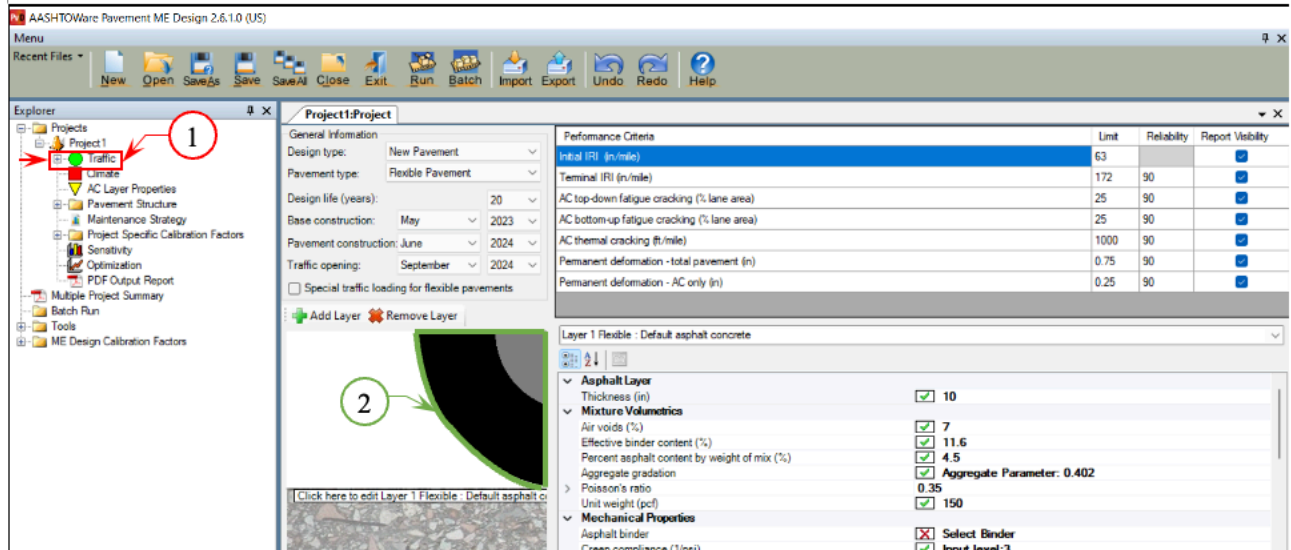 AASHTOWare Pavement ME Design 2.6.1.0 (US)
Menu
Recent Files
New Open SaveAs Save SaveAll Close Exit Run Batch Import Export Undo Redo Help
Explorer
Projects
Project1
Traffic
Climate
AC Layer Properties
Pavement Structure
Maintenance Strategy
Project Specific Calibration Factors
Sensitivity
Optimization
PDF Output Report
Multiple Project Summary
Batch Run
Tools
ME Design Calibration Factors
1
Project1:Project
General Information
Design type: New Pavement
Pavement type: Flexible Pavement
Design life (years): 20
Base construction: May 2023
Pavement construction: June 2024
Traffic opening: September 2024
Special traffic loading for flexible pavements
Add Layer Remove Layer
2
Click here to edit Layer 1 Flexible : Default asphalt
Performance Criteria Limit Reliability Report Visibility
Initial IRI (in/mile) 63
Terminal IRI (in/mile) 172 90
AC top-down fatigue cracking (% lane area) 25 90
AC bottom-up fatigue cracking (% lane area) 25 90
AC thermal cracking (ft/mile) 1000 90
Permanent deformation - total pavement (in) 0.75 90
Permanent deformation - AC only (in) 0.25 90
Layer 1 Flexible : Default asphalt concrete
Asphalt Layer
Thickness (in) 10
Mixture Volumetrics
Air voids (%) 7
Effective binder content (%) 11.6
Percent asphalt content by weight of mix (%) 4.5
Aggregate gradation Aggregate Parameter: 0.402
Poisson's ratio 0.35
Unit weight (pcf) 150
Mechanical Properties
Asphalt binder Select Binder
Creep compliance (1/psi) Input level:3